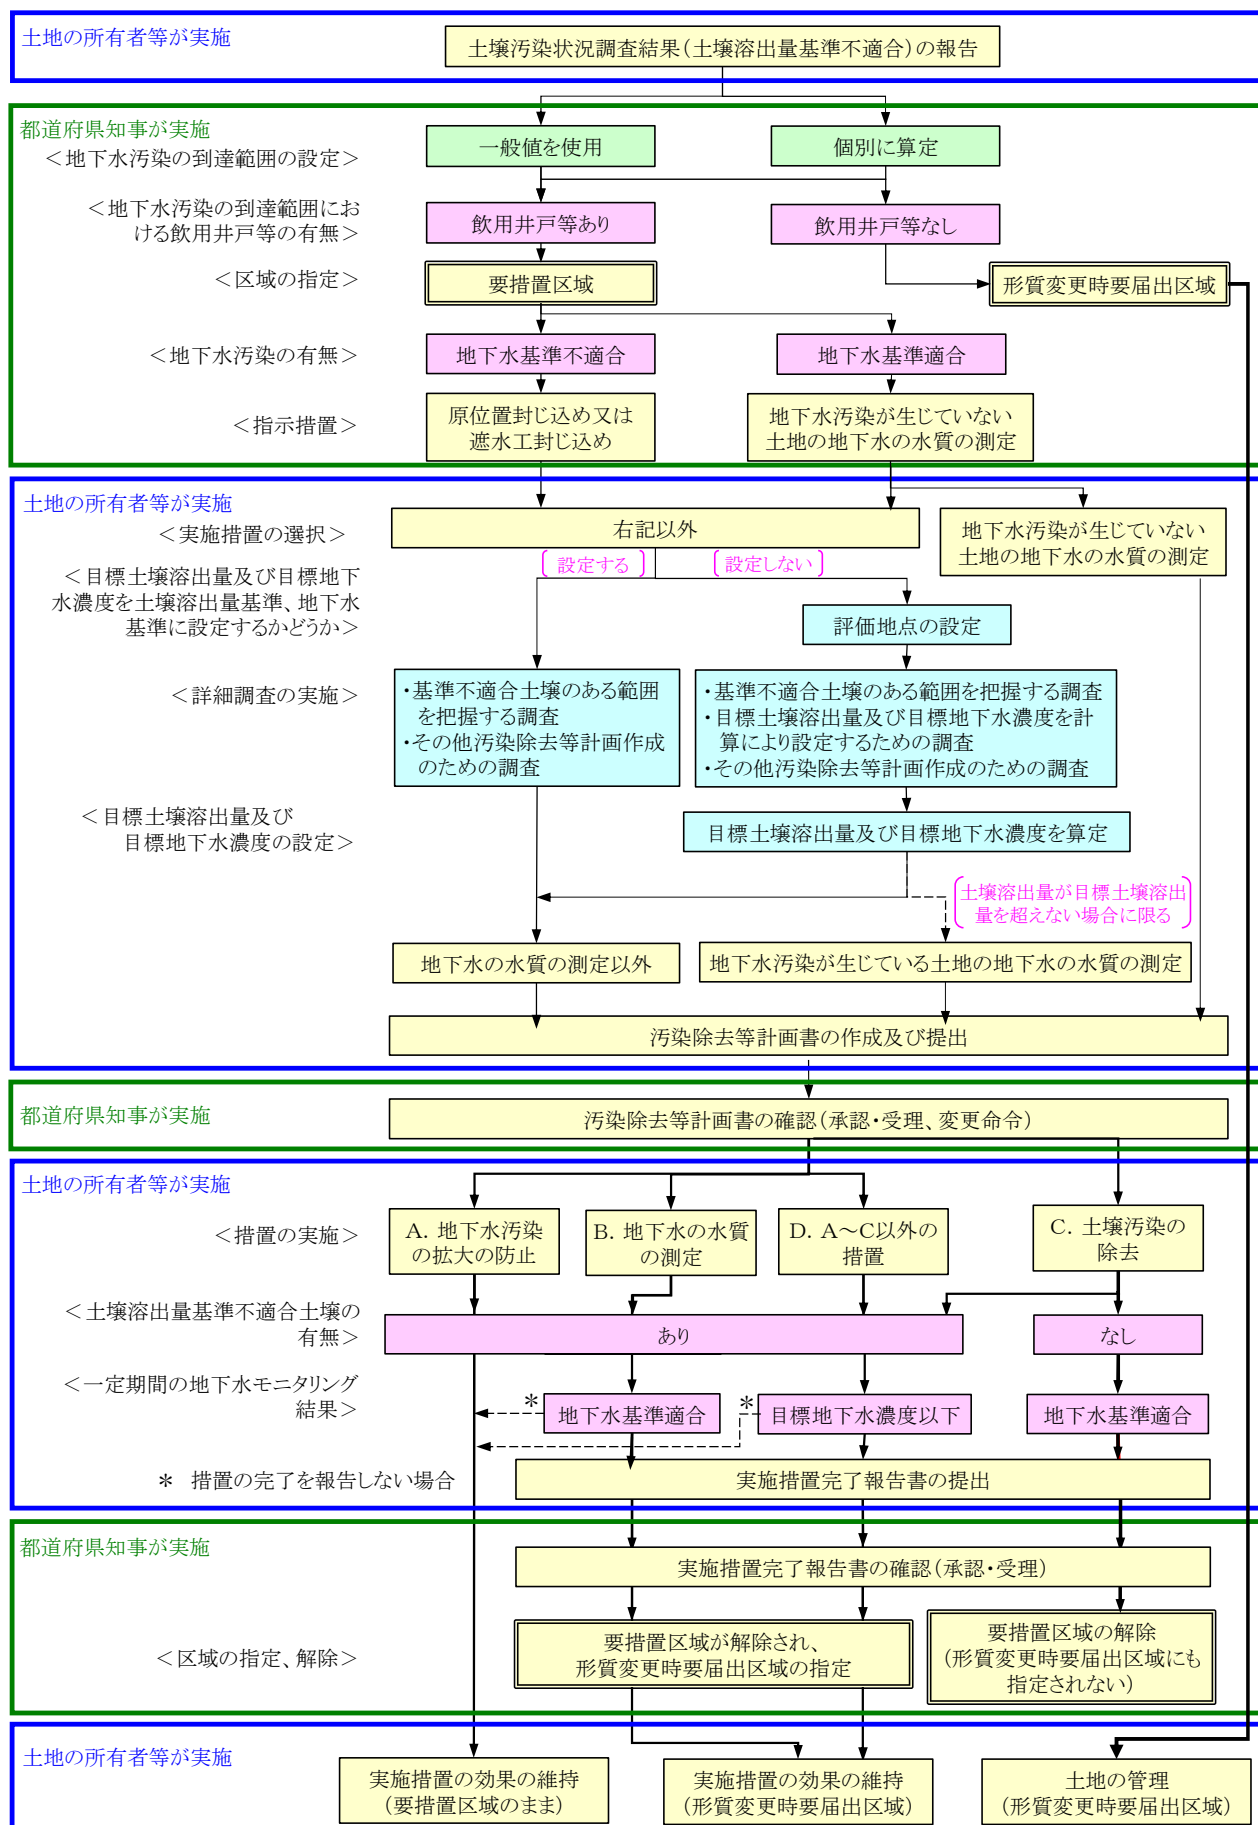 土地の所有者等が実施
土壌汚染状況調査結果（土壌溶出量基準不適合）の報告
都道府県知事が実施
＜地下水汚染の到達範囲の設定＞
一般値を使用
個別に算定
＜地下水汚染の到達範囲にお
ける飲用井戸等の有無＞
飲用井戸等あり
飲用井戸等なし
＜区域の指定＞
要措置区域
形質変更時要届出区域
＜地下水汚染の有無＞
地下水基準不適合
地下水基準適合
＜指示措置＞
原位置封じ込め又は
遮水工封じ込め
地下水汚染が生じていない
土地の地下水の水質の測定
土地の所有者等が実施
＜実施措置の選択＞
右記以外
地下水汚染が生じていない
土地の地下水の水質の測定
設定する
設定しない
＜目標土壌溶出量及び目標地下
水濃度を土壌溶出量基準、地下水
基準に設定するかどうか＞
評価地点の設定
＜詳細調査の実施＞
・基準不適合土壌のある範囲
を把握する調査
・その他汚染除去等計画作成
のための調査
・基準不適合土壌のある範囲を把握する調査
・目標土壌溶出量及び目標地下水濃度を計
算により設定するための調査
・その他汚染除去等計画作成のための調査
＜目標土壌溶出量及び
目標地下水濃度の設定＞
目標土壌溶出量及び目標地下水濃度を算定
土壌溶出量が目標土壌溶出
量を超えない場合に限る
地下水の水質の測定以外
地下水汚染が生じている土地の地下水の水質の測定
汚染除去等計画書の作成及び提出
都道府県知事が実施
汚染除去等計画書の確認（承認・受理、変更命令）
土地の所有者等が実施
＜措置の実施＞
A. 地下水汚染
の拡大の防止
B. 地下水の水質
の測定
D. A～C以外の
措置
C. 土壌汚染の
除去
＜土壌溶出量基準不適合土壌の
有無＞
あり
なし
＜一定期間の地下水モニタリング
結果＞
＊
地下水基準適合
＊
目標地下水濃度以下
地下水基準適合
＊ 措置の完了を報告しない場合
実施措置完了報告書の提出
都道府県知事が実施
実施措置完了報告書の確認（承認・受理）
＜区域の指定、解除＞
要措置区域が解除され、
形質変更時要届出区域の指定
要措置区域の解除
（形質変更時要届出区域にも
指定されない）
土地の所有者等が実施
実施措置の効果の維持
（要措置区域のまま）
実施措置の効果の維持
（形質変更時要届出区域）
土地の管理
（形質変更時要届出区域）